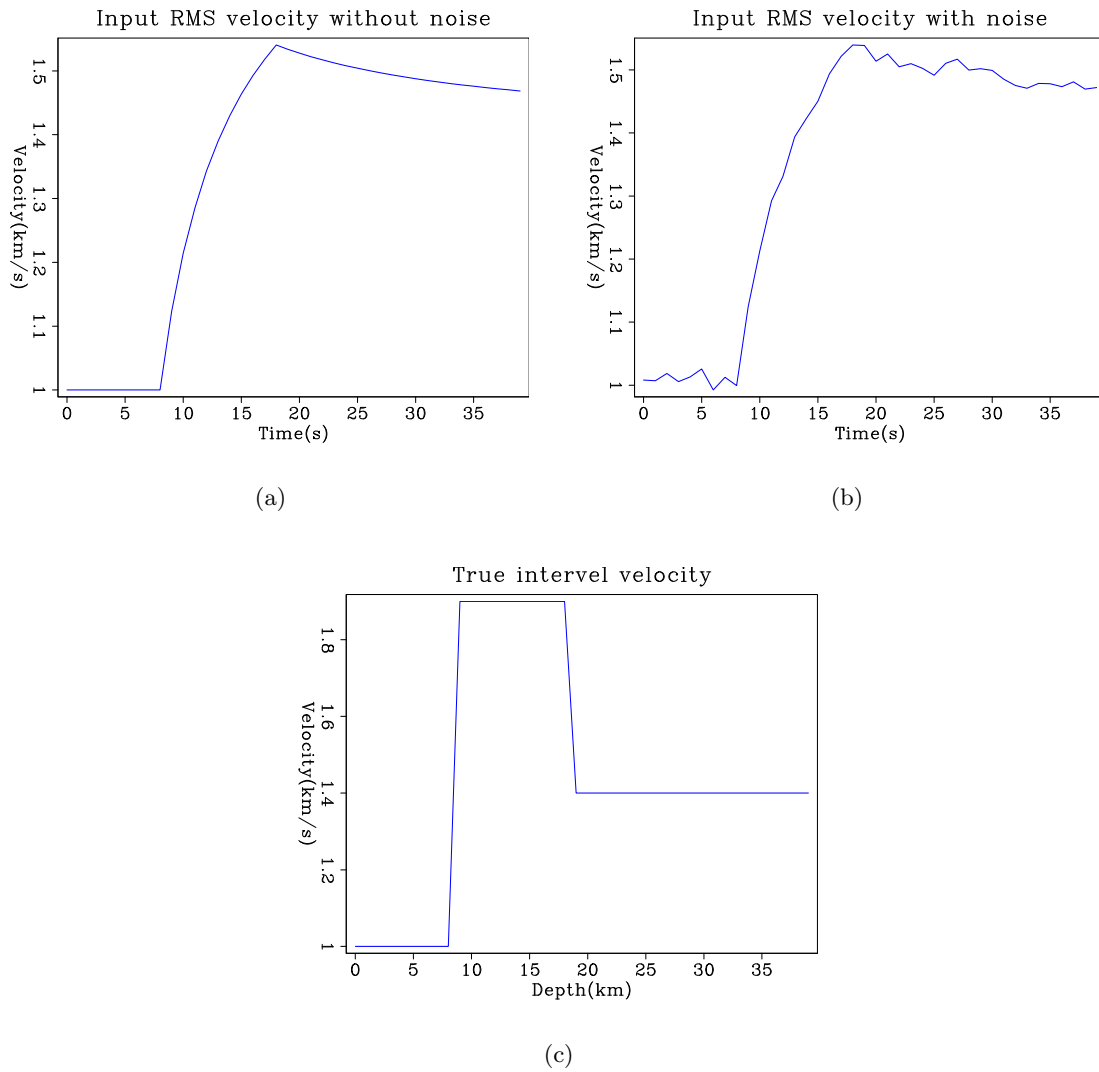 Input RMS velocity without noise
1.5
1.4
1.3
1.2
1.1
1
Velocity(km/s)
0 5 10 15 20 25 30 35
Time(s)
(a)
Input RMS velocity with noise
1.5
1.4
1.3
1.2
1.1
1
Velocity(km/s)
0 5 10 15 20 25 30 35
Time(s)
(b)
True intervel velocity
1.8
1.6
1.4
1.2
1
Velocity(km/s)
0 5 10 15 20 25 30 35
Depth(km)
(c)